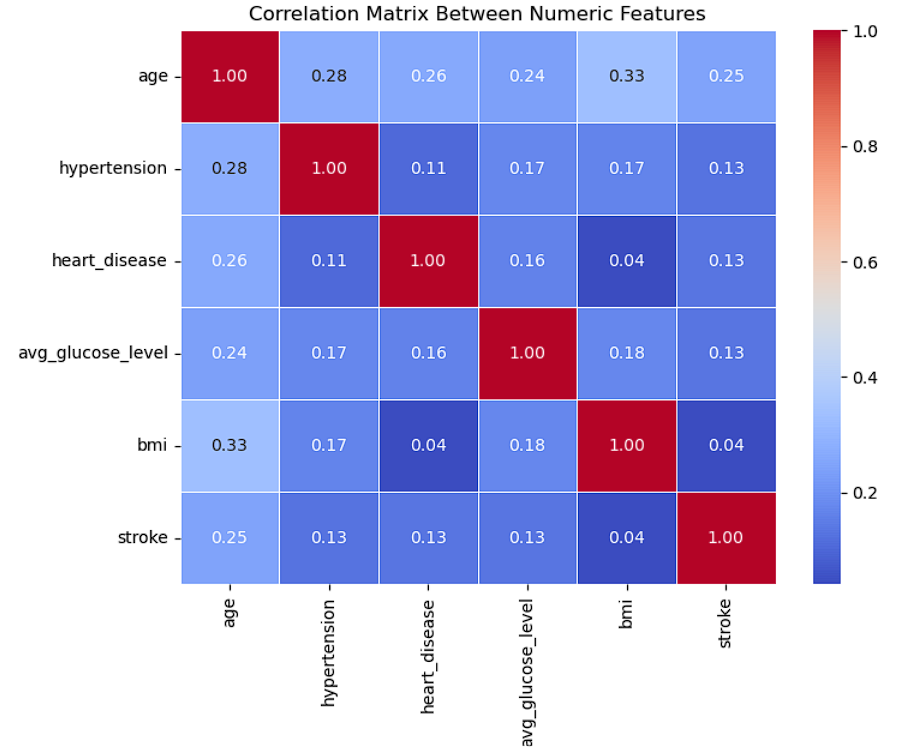 Correlation Matrix Between Numeric Features
age 1.00 0.28 0.26 0.24 0.33 0.25
hypertension 0.28 1.00 0.11 0.17 0.17 0.13
heart_disease 0.26 0.11 1.00 0.16 0.04 0.13
avg_glucose_level 0.24 0.17 0.16 1.00 0.18 0.13
bmi 0.33 0.17 0.04 0.18 1.00 0.04
stroke 0.25 0.13 0.13 0.13 0.04 1.00
age
hypertension
heart_disease
avg_glucose_level
bmi
stroke
1.0
0.8
0.6
0.4
0.2